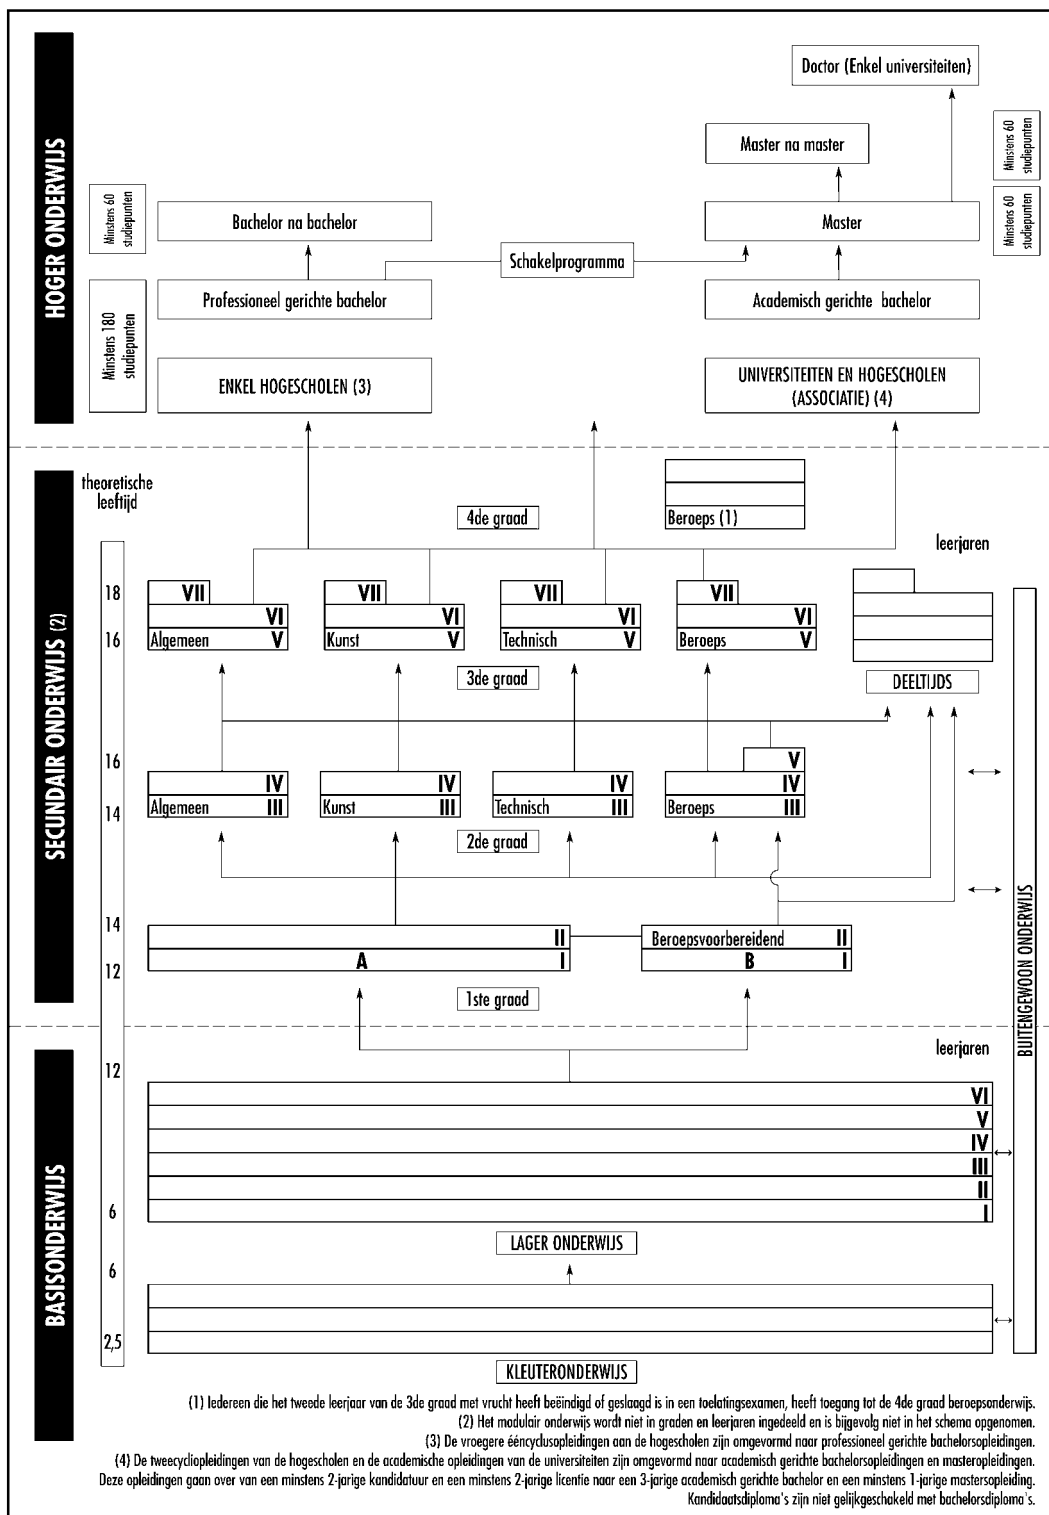 HOGER ONDERWIJS
Doctor (Enkel universiteiten)
Master na master
Minstens 60
studiepunten
Minstens 60
studiepunten
Bachelor na bachelor
Master
Minstens 60
studiepunten
Schakelprogramma
Professioneel gerichte bachelor
Academisch gerichte bachelor
Minstens 180
studiepunten
ENKEL HOGESCHOLEN (3)
UNIVERSITEITEN EN HOGESCHOLEN
(ASSOCIATIE) (4)
SECUNDAIR ONDERWIJS (2)
theoretische
leeftijd
4de graad
Beroeps (1)
leerjaren
18
VII
VII
VII
VII
VI
VI
VI
VI
16
Algemeen V
Kunst V
Technisch V
Beroeps V
3de graad
DEELTIJDS
16
V
IV
IV
IV
IV
14
Algemeen III
Kunst III
Technisch III
Beroeps III
2de graad
14
II
Beroepsvoorbereidend II
12
A I
B I
1ste graad
BUITENGEWOON ONDERWIJS
BASISONDERWIJS
leerjaren
12
VI
V
IV
III
II
6
I
LAGER ONDERWIJS
6
2,5
KLEUTERONDERWIJS
(1) Iedereen die het tweede leerjaar van de 3de graad met vrucht heeft beëindigd of geslaagd is in een toelatingsexamen, heeft toegang tot de 4de graad beroepsonderwijs.
(2) Het modulair onderwijs wordt niet in graden en leerjaren ingedeeld en is bijgevolg niet in het schema opgenomen.
(3) De vroegere ééncyclusopleidingen aan de hogescholen zijn omgevormd naar professioneel gerichte bachelorsopleidingen.
(4) De tweecycliopleidingen van de hogescholen en de academische opleidingen van de universiteiten zijn omgevormd naar academisch gerichte bachelorsopleidingen en masteropleidingen.
Deze opleidingen gaan over van een minstens 2-jarige kandidatuur en een minstens 2-jarige licentie naar een 3-jarige academisch gerichte bachelor en een minstens 1-jarige mastersopleiding.
Kandidaatsdiploma's zijn niet gelijkgeschakeld met bachelorsdiploma's.